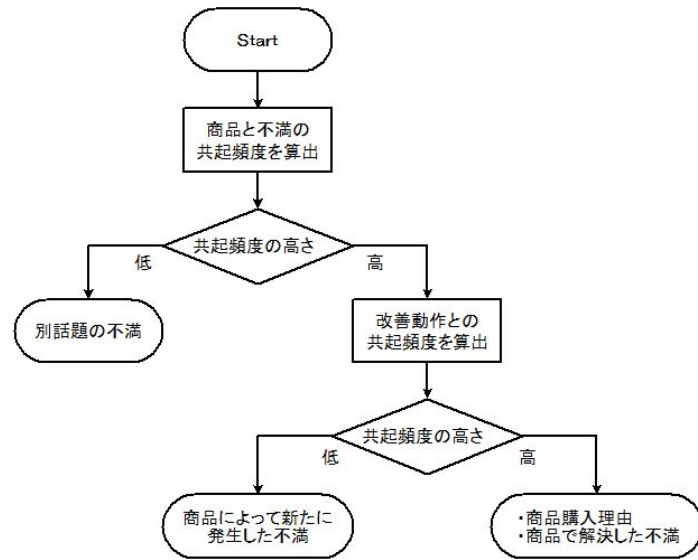 Start
商品と不満の
共起頻度を算出
共起頻度の高さ
低
高
別話題の不満
改善動作との
共起頻度を算出
共起頻度の高さ
低
高
商品によって新たに
発生した不満
・商品購入理由
・商品で解決した不満